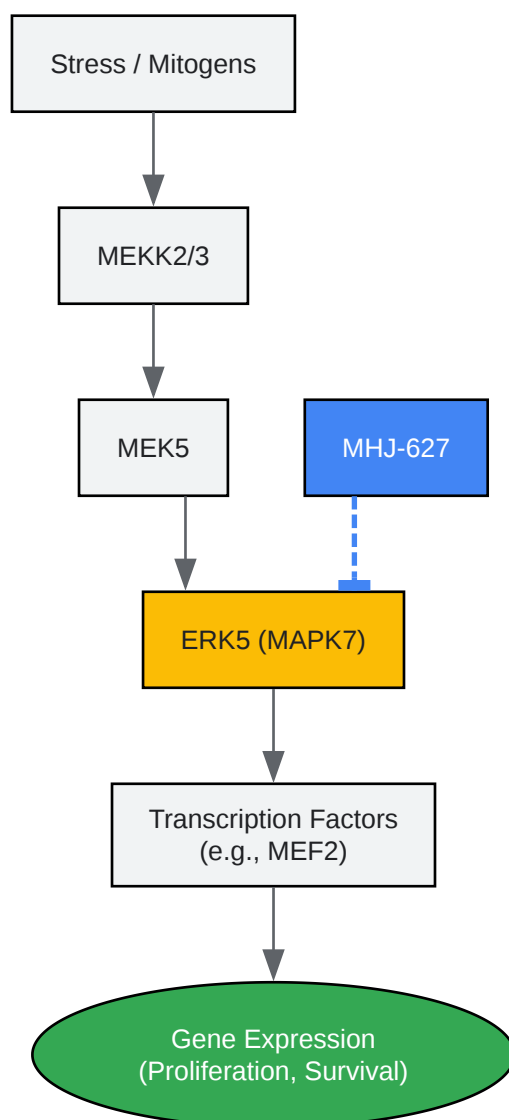 Stress / Mitogens
MEKK2/3
MEK5
MHJ-627
ERK5 (MAPK7)
Transcription Factors
(e.g., MEF2)
Gene Expression
(Proliferation, Survival)